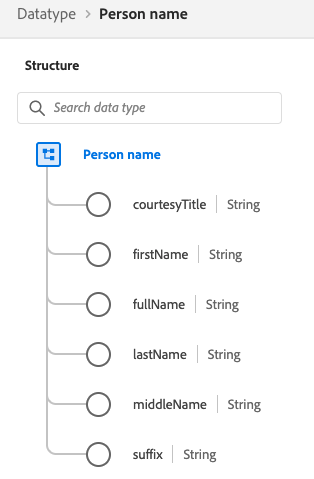 Datatype > Person name
Structure
Search data type
Person name
courtesyTitle | String
firstName | String
fullName | String
lastName | String
middleName | String
suffix | String